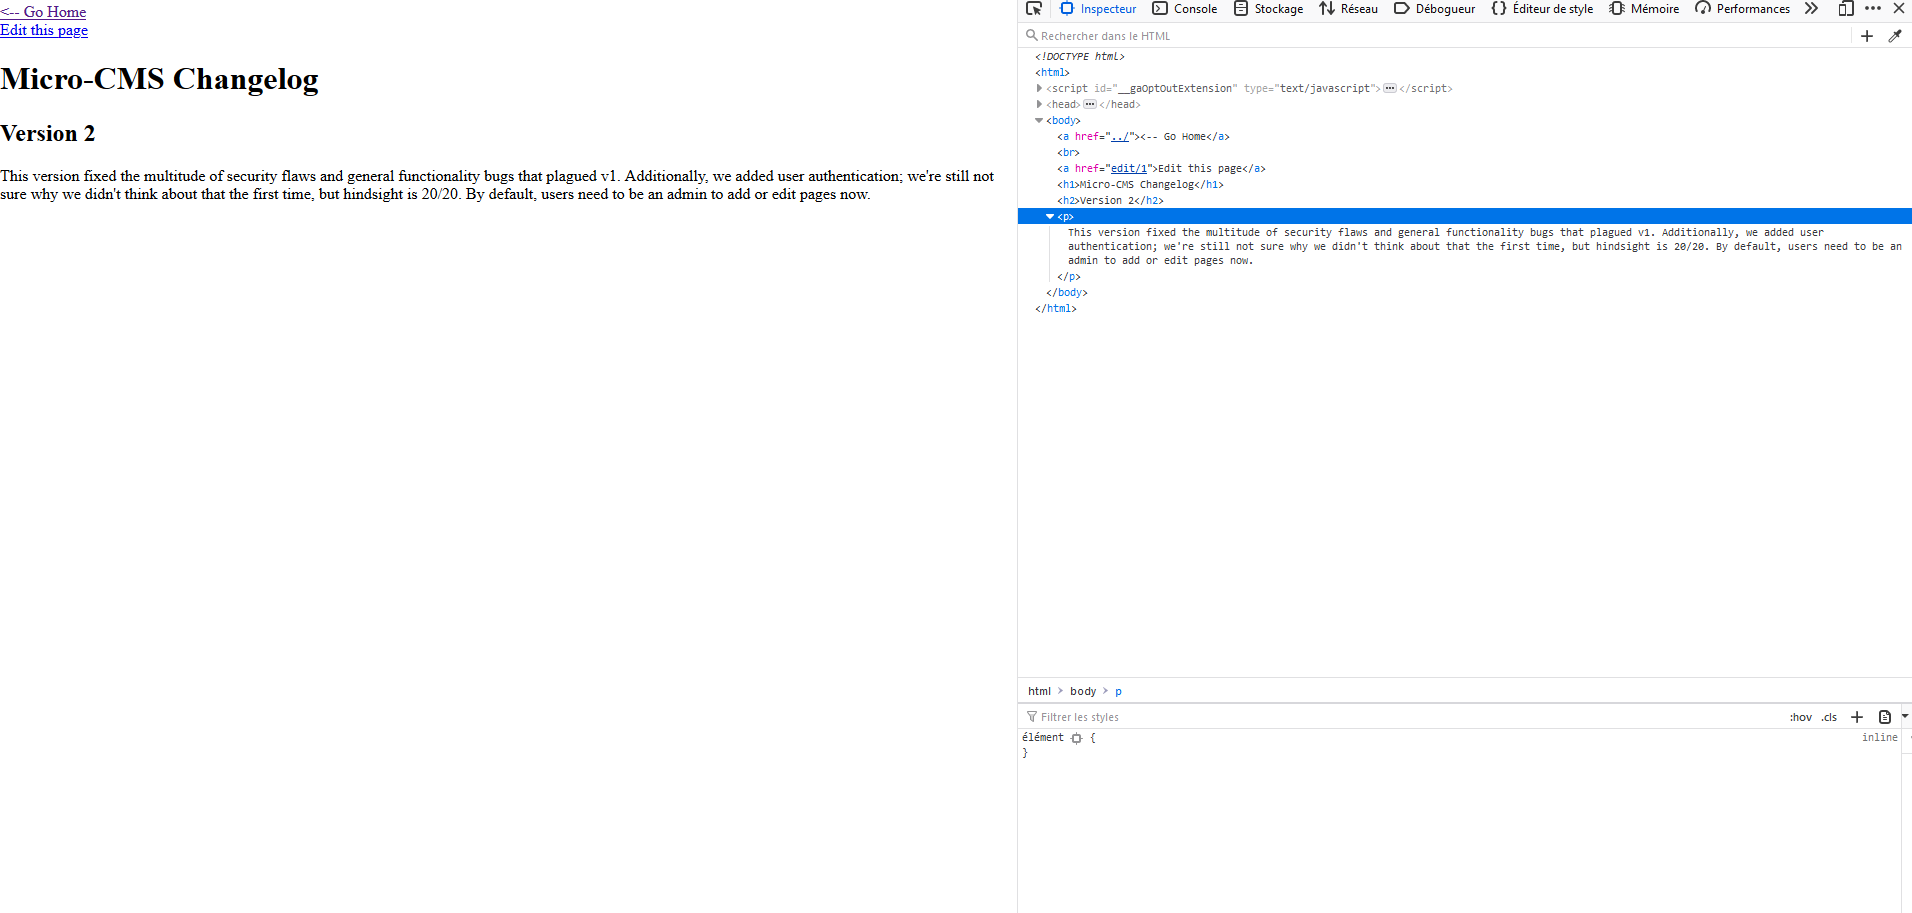 <-- Go Home
Edit this page
Micro-CMS Changelog
Version 2
This version fixed the multitude of security flaws and general functionality bugs that plagued v1. Additionally, we added user authentication; we're still not
sure why we didn't think about that the first time, but hindsight is 20/20. By default, users need to be an admin to add or edit pages now.
Inspecteur Console Stockage Réseau Débogueur {} Éditeur de style Mémoire Performances
Rechercher dans le HTML
<!DOCTYPE html>
<html>
<script id="__gaOptOutExtension" type="text/javascript"></script>
<head></head>
<body>
<a href="../"><-- Go Home</a>
<br>
<a href="edit/1">Edit this page</a>
<h1>Micro-CMS Changelog</h1>
<h2>Version 2</h2>
<p>
This version fixed the multitude of security flaws and general functionality bugs that plagued v1. Additionally, we added user
authentication; we're still not sure why we didn't think about that the first time, but hindsight is 20/20. By default, users need to be an
admin to add or edit pages now.
</p>
</body>
</html>
html > body > p
Filtrer les styles :hov .cls
élément {
inline
}